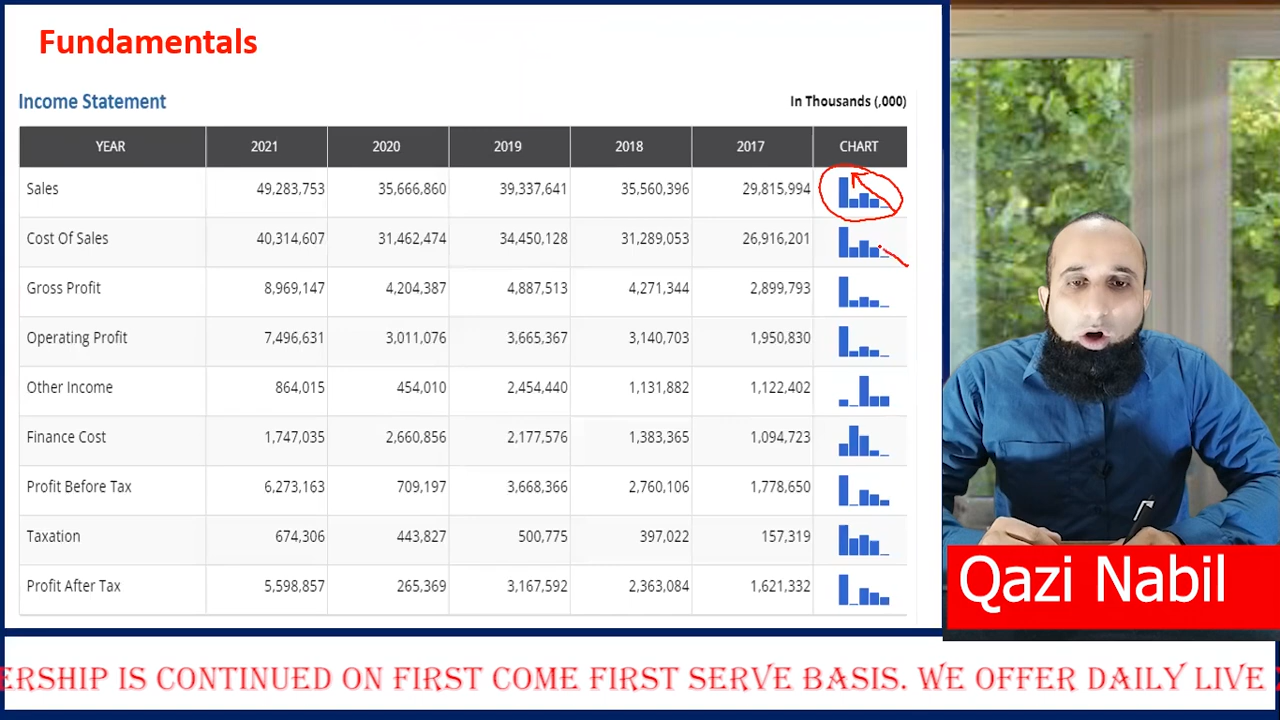 Fundamentals
Income Statement In Thousands (,000)
YEAR 2021 2020 2019 2018 2017 CHART
Sales 49,283,753 35,666,860 39,337,641 35,560,396 29,815,994
Cost Of Sales 40,314,607 31,462,474 34,450,128 31,289,053 26,916,201
Gross Profit 8,969,147 4,204,387 4,887,513 4,271,344 2,899,793
Operating Profit 7,496,631 3,011,076 3,665,367 3,140,703 1,950,830
Other Income 864,015 454,010 2,454,440 1,131,882 1,122,402
Finance Cost 1,747,035 2,660,856 2,177,576 1,383,365 1,094,723
Profit Before Tax 6,273,163 709,197 3,668,366 2,760,106 1,778,650
Taxation 674,306 443,827 500,775 397,022 157,319
Profit After Tax 5,598,857 265,369 3,167,592 2,363,084 1,621,332
Qazi Nabil
ERSHIP IS CONTINUED ON FIRST COME FIRST SERVE BASIS. WE OFFER DAILY LIVE